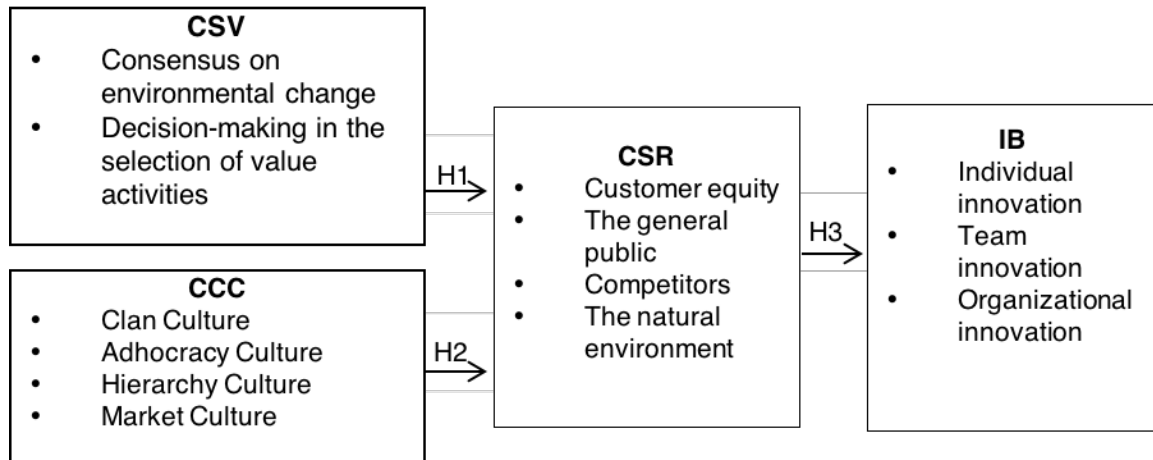 CSV
• Consensus on
environmental change
• Decision-making in the
selection of value
activities
H1
CCC
• Clan Culture
• Adhocracy Culture
• Hierarchy Culture
• Market Culture
H2
CSR
• Customer equity
• The general
public
• Competitors
• The natural
environment
H3
IB
• Individual
innovation
• Team
innovation
• Organizational
innovation